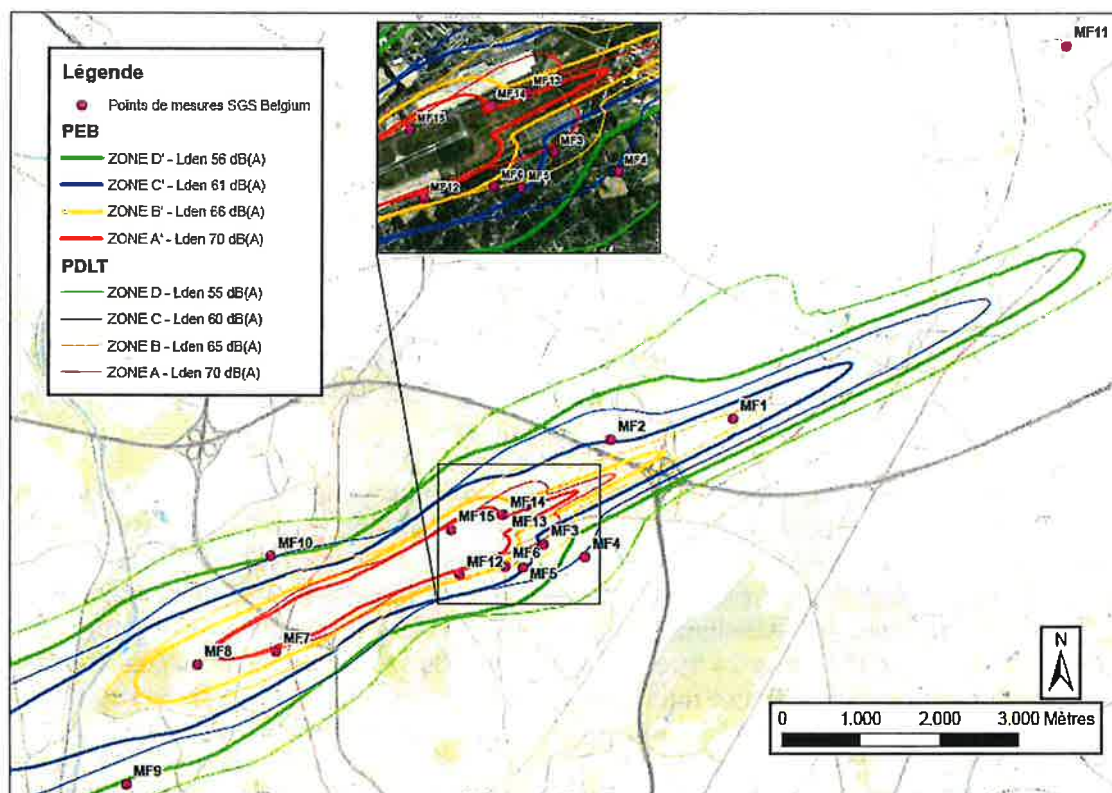 Légende
Points de mesures SGS Belgium
PEB
ZONE D' - Lden 56 dB(A)
ZONE C' - Lden 61 dB(A)
ZONE B' - Lden 66 dB(A)
ZONE A' - Lden 70 dB(A)
PDLT
ZONE D - Lden 55 dB(A)
ZONE C - Lden 60 dB(A)
ZONE B - Lden 65 dB(A)
ZONE A - Lden 70 dB(A)
MF13
MF14
MF15
MF3
MF4
MF6
MF5
MF12
MF11
MF1
MF2
MF14
MF15
MF13
MF3
MF10
MF6
MF4
MF12
MF5
MF7
MF8
MF9
N
0 1.000 2.000 3.000 Mètres